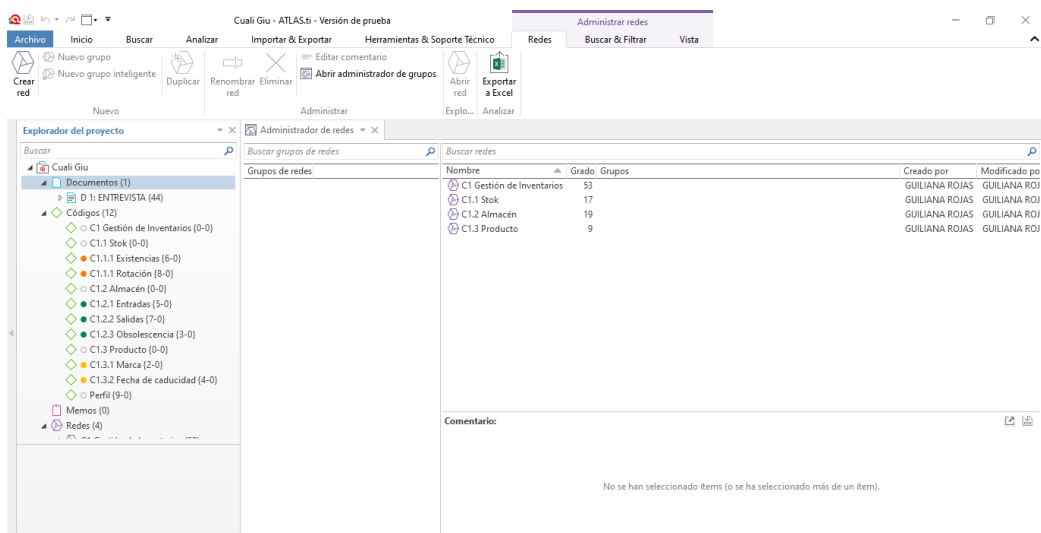 Cuali Giu - ATLAS.ti - Versión de prueba
Administrar redes
Archivo Inicio Buscar Analizar Importar & Exportar Herramientas & Soporte Técnico Redes Buscar & Filtrar Vista
Crear red
Nuevo grupo
Nuevo grupo inteligente
Duplicar
Renombrar red
Eliminar
Editar comentario
Abrir administrador de grupos
Abrir red
Exportar a Excel
Nuevo Administrar Explo... Analizar
Explorador del proyecto
Administrador de redes
Buscar
Buscar grupos de redes
Buscar redes
Cuali Giu
Documentos (1)
D 1: ENTREVISTA (44)
Códigos (12)
C1 Gestión de Inventarios {0-0}
C1.1 Stok {0-0}
C1.1.1 Existencias {6-0}
C1.1.1 Rotación {8-0}
C1.2 Almacén {0-0}
C1.2.1 Entradas {5-0}
C1.2.2 Salidas {7-0}
C1.2.3 Obsolescencia {3-0}
C1.3 Producto {0-0}
C1.3.1 Marca {2-0}
C1.3.2 Fecha de caducidad {4-0}
Perfil {9-0}
Memos (0)
Redes (4)
Grupos de redes
Nombre Grado Grupos Creado por Modificado po
C1 Gestión de Inventarios 53 GUILIANA ROJAS GUILIANA ROJ
C1.1 Stok 17 GUILIANA ROJAS GUILIANA ROJ
C1.2 Almacén 19 GUILIANA ROJAS GUILIANA ROJ
C1.3 Producto 9 GUILIANA ROJAS GUILIANA ROJ
Comentario:
No se han seleccionado ítems (o se ha seleccionado más de un ítem).